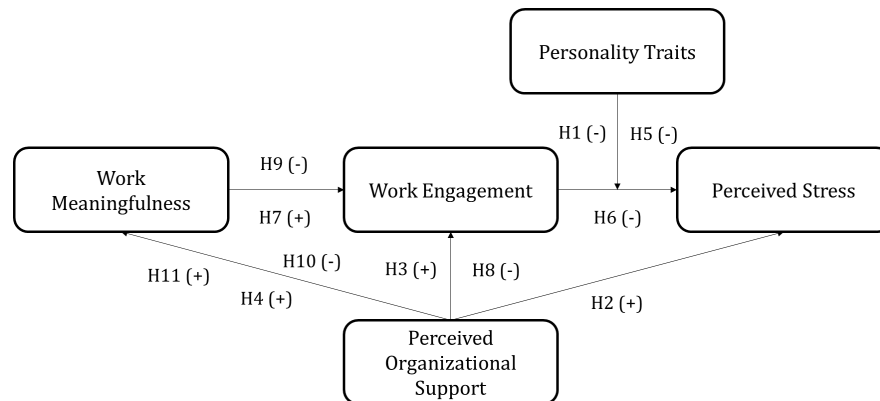 Personality Traits
H1 (-)
H5 (-)
H9 (-)
Work
Meaningfulness
Work Engagement
Perceived Stress
H7 (+)
H6 (-)
H10 (-)
H3 (+)
H8 (-)
H11 (+)
H4 (+)
H2 (+)
Perceived
Organizational
Support